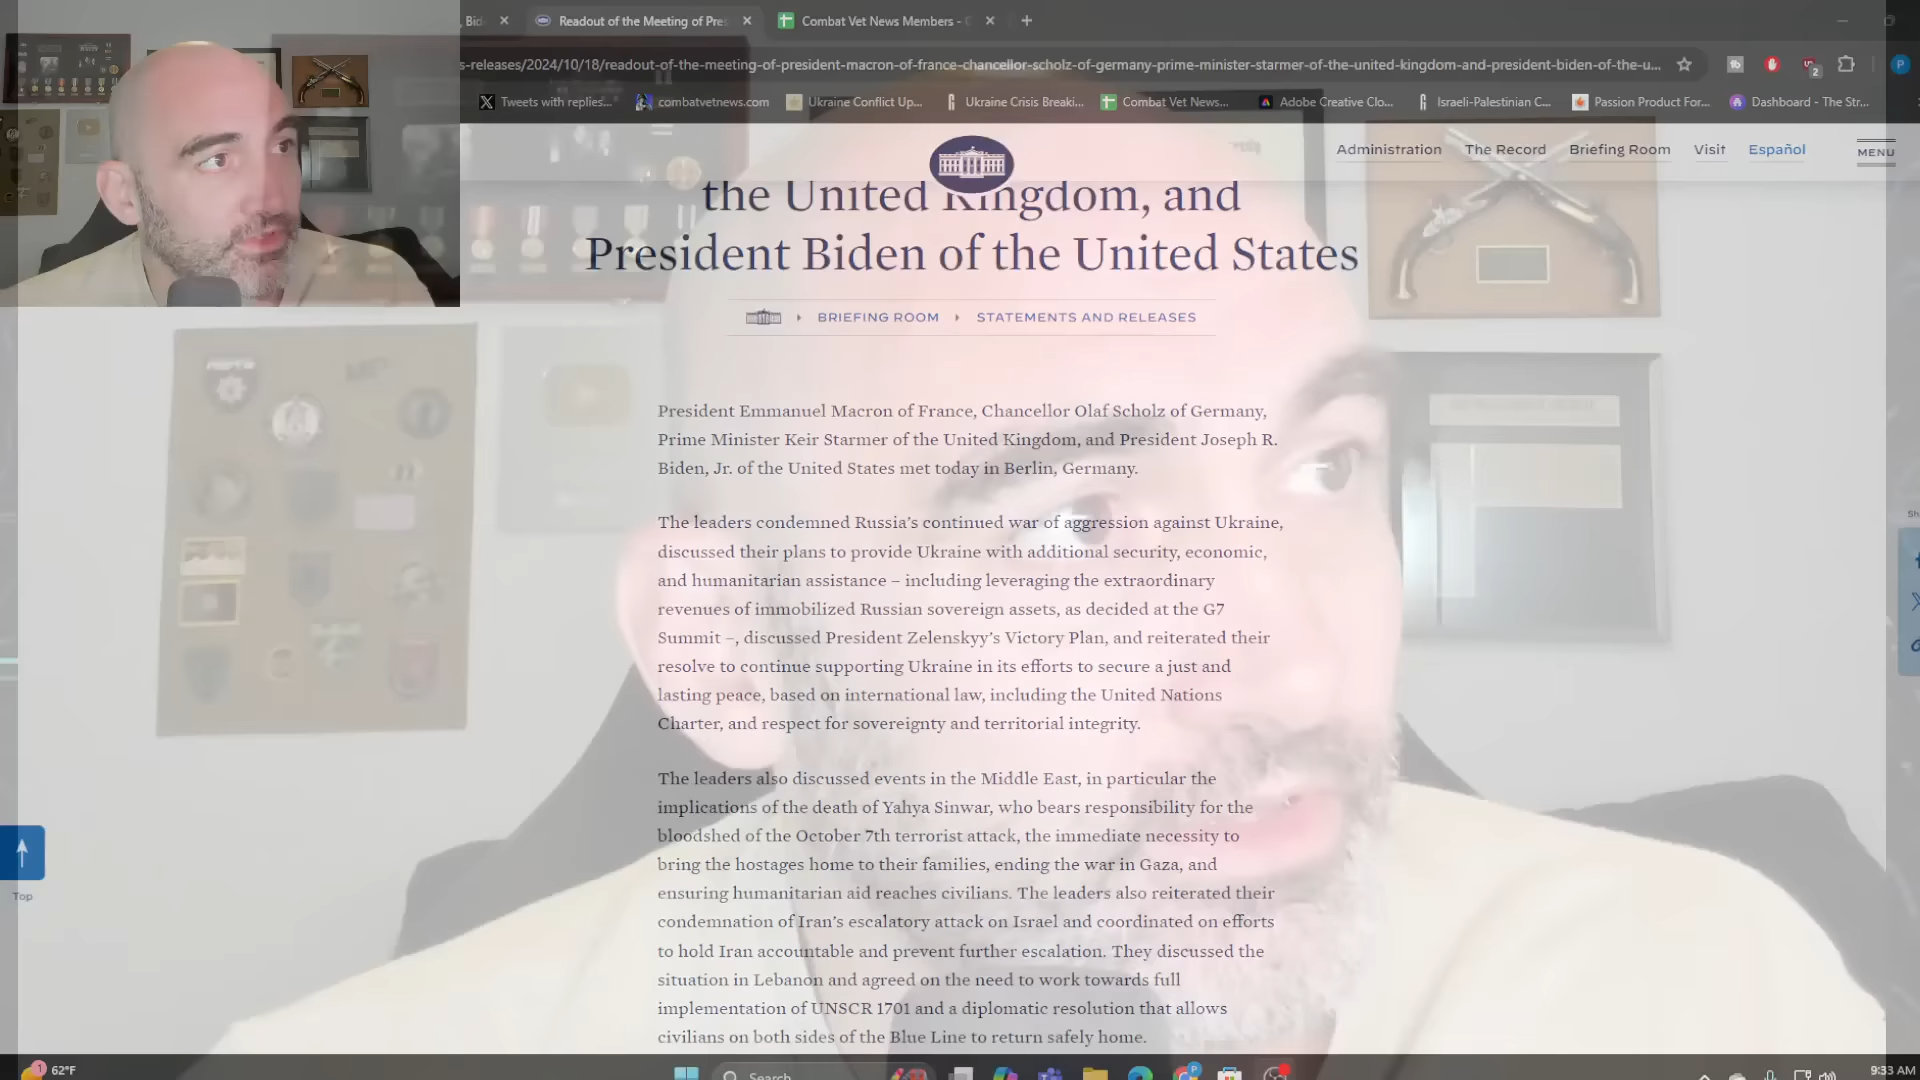 Readout of the Meeting of Pres
Combat Vet News Members -
s-releases/2024/10/18/readout-of-the-meeting-of-president-macron-of-france-chancellor-scholz-of-germany-prime-minister-starmer-of-the-united-kingdom-and-president-biden-of-the-u...
2
P
Tweets with replies...
combatvetnews.com
Ukraine Conflict Up...
Ukraine Crisis Breaki...
Combat Vet News...
Adobe Creative Clo...
Israeli-Palestinian C...
Passion Product For...
Dashboard - The Str...
Administration
The Record
Briefing Room
Visit
Español
MENU
the United Kingdom, and
President Biden of the United States
BRIEFING ROOM
STATEMENTS AND RELEASES
President Emmanuel Macron of France, Chancellor Olaf Scholz of Germany,
Prime Minister Keir Starmer of the United Kingdom, and President Joseph R.
Biden, Jr. of the United States met today in Berlin, Germany.
The leaders condemned Russia’s continued war of aggression against Ukraine,
discussed their plans to provide Ukraine with additional security, economic,
and humanitarian assistance – including leveraging the extraordinary
revenues of immobilized Russian sovereign assets, as decided at the G7
Summit –, discussed President Zelenskyy’s Victory Plan, and reiterated their
resolve to continue supporting Ukraine in its efforts to secure a just and
lasting peace, based on international law, including the United Nations
Charter, and respect for sovereignty and territorial integrity.
The leaders also discussed events in the Middle East, in particular the
implications of the death of Yahya Sinwar, who bears responsibility for the
bloodshed of the October 7th terrorist attack, the immediate necessity to
bring the hostages home to their families, ending the war in Gaza, and
ensuring humanitarian aid reaches civilians. The leaders also reiterated their
condemnation of Iran’s escalatory attack on Israel and coordinated on efforts
to hold Iran accountable and prevent further escalation. They discussed the
situation in Lebanon and agreed on the need to work towards full
implementation of UNSCR 1701 and a diplomatic resolution that allows
civilians on both sides of the Blue Line to return safely home.
Top
1
62°F
Search
9:33 AM